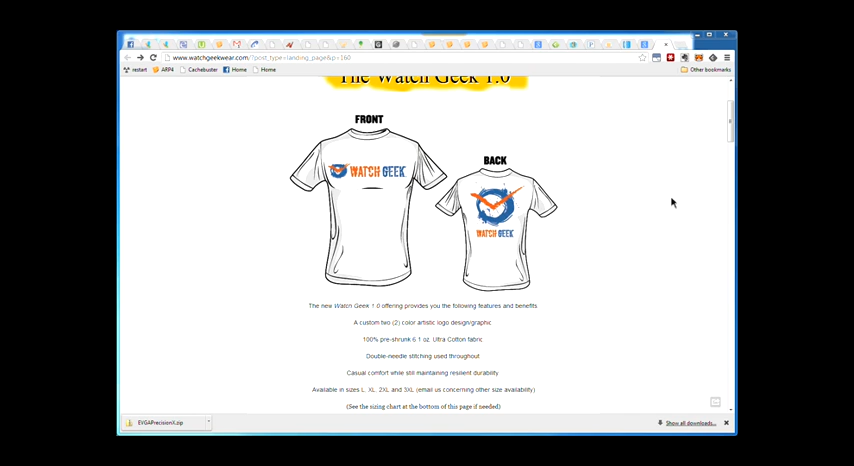 www.watchgeekwear.com/?post_type=landing_page&p=160
restart ARP4 Cachebuster Home Home Other bookmarks
The Watch Geek 1.0
FRONT
WATCH GEEK
BACK
WATCH GEEK
The new Watch Geek 1.0 offering provides you the following features and benefits
A custom two (2) color artistic logo design/graphic
100% pre-shrunk 6.1 oz. Ultra Cotton fabric
Double-needle stitching used throughout
Casual comfort while still maintaining resilient durability
Available in sizes L, XL, 2XL and 3XL (email us concerning other size availability)
(See the sizing chart at the bottom of this page if needed)
EVGAPrecisionX.zip
Show all downloads...